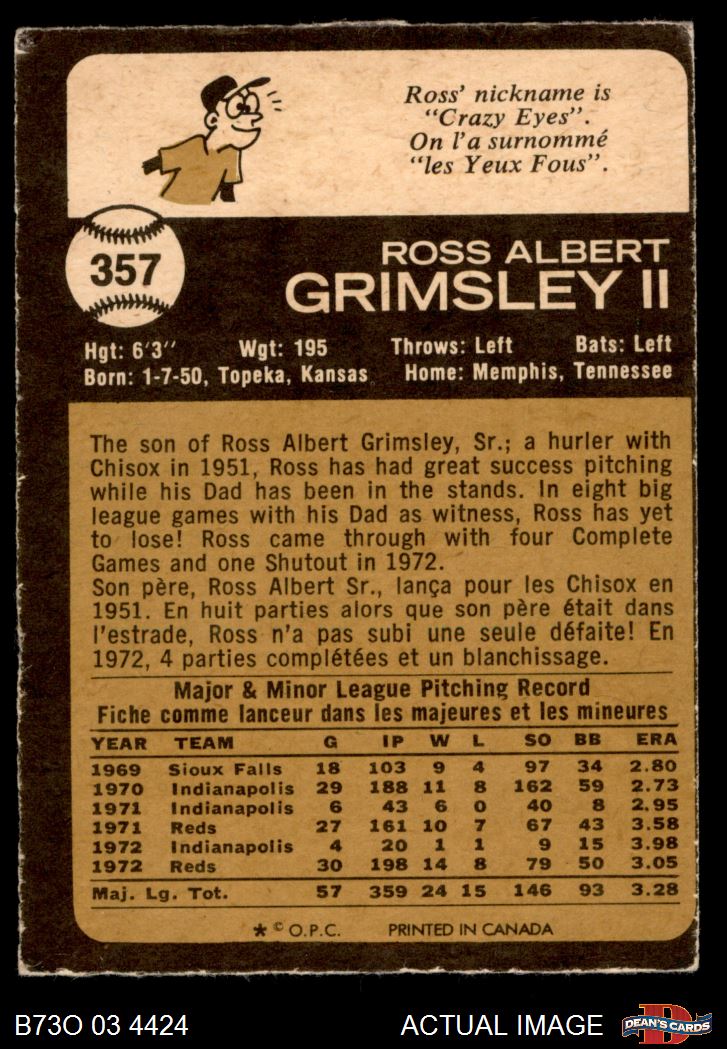 Ross' nickname is
"Crazy Eyes".
On l'a surnommé
"les Yeux Fous".
357
ROSS ALBERT
GRIMSLEY II
Hgt: 6'3" Wgt: 195 Throws: Left Bats: Left
Born: 1-7-50, Topeka, Kansas Home: Memphis, Tennessee
The son of Ross Albert Grimsley, Sr.; a hurler with
Chisox in 1951, Ross has had great success pitching
while his Dad has been in the stands. In eight big
league games with his Dad as witness, Ross has yet
to lose! Ross came through with four Complete
Games and one Shutout in 1972.
Son père, Ross Albert Sr., lança pour les Chisox en
1951. En huit parties alors que son père était dans
l'estrade, Ross n'a pas subi une seule défaite! En
1972, 4 parties complétées et un blanchissage.
Major & Minor League Pitching Record
Fiche comme lanceur dans les majeures et les mineures
YEAR TEAM G IP W L SO BB ERA
1969 Sioux Falls 18 103 9 4 97 34 2.80
1970 Indianapolis 29 188 11 8 162 59 2.73
1971 Indianapolis 6 43 6 0 40 8 2.95
1971 Reds 27 161 10 7 67 43 3.58
1972 Indianapolis 4 20 1 1 9 15 3.98
1972 Reds 30 198 14 8 79 50 3.05
Maj. Lg. Tot. 57 359 24 15 146 93 3.28
* © O.P.C. PRINTED IN CANADA
B73O 03 4424 ACTUAL IMAGE D DEAN'S CARDS